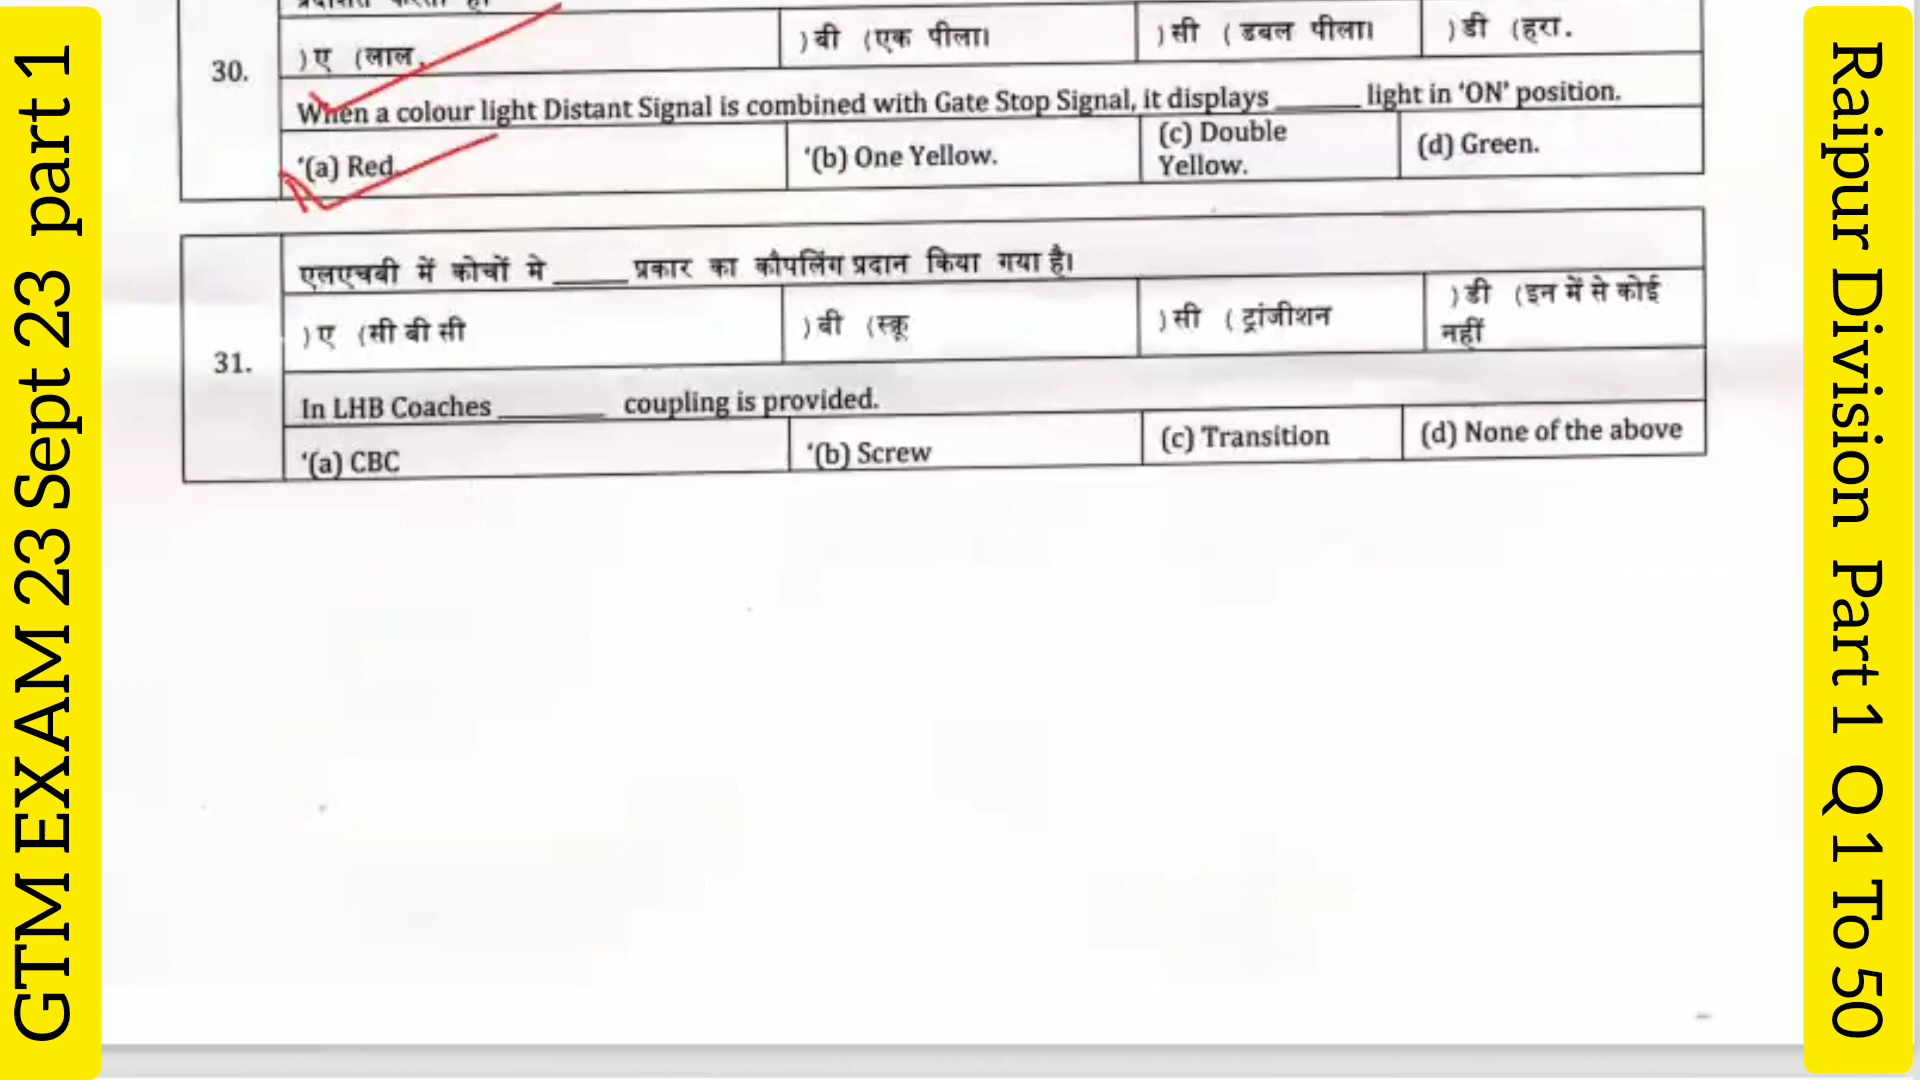 GTM EXAM 23 Sept 23 part 1
30.
)ए (लाल.
)बी (एक पीला।
)सी ( डबल पीला।
)डी (हरा.
When a colour light Distant Signal is combined with Gate Stop Signal, it displays ______ light in ‘ON’ position.
‘(a) Red.
‘(b) One Yellow.
(c) Double
Yellow.
(d) Green.
31.
एलएचबी में कोचों मे _____ प्रकार का कौपलिंग प्रदान किया गया है।
)ए (सी बी सी
)बी (स्क्रू
)सी ( ट्रांजीशन
)डी (इन में से कोई
नहीं
In LHB Coaches ________ coupling is provided.
‘(a) CBC
‘(b) Screw
(c) Transition
(d) None of the above
Raipur Division Part 1 Q 1 To 50